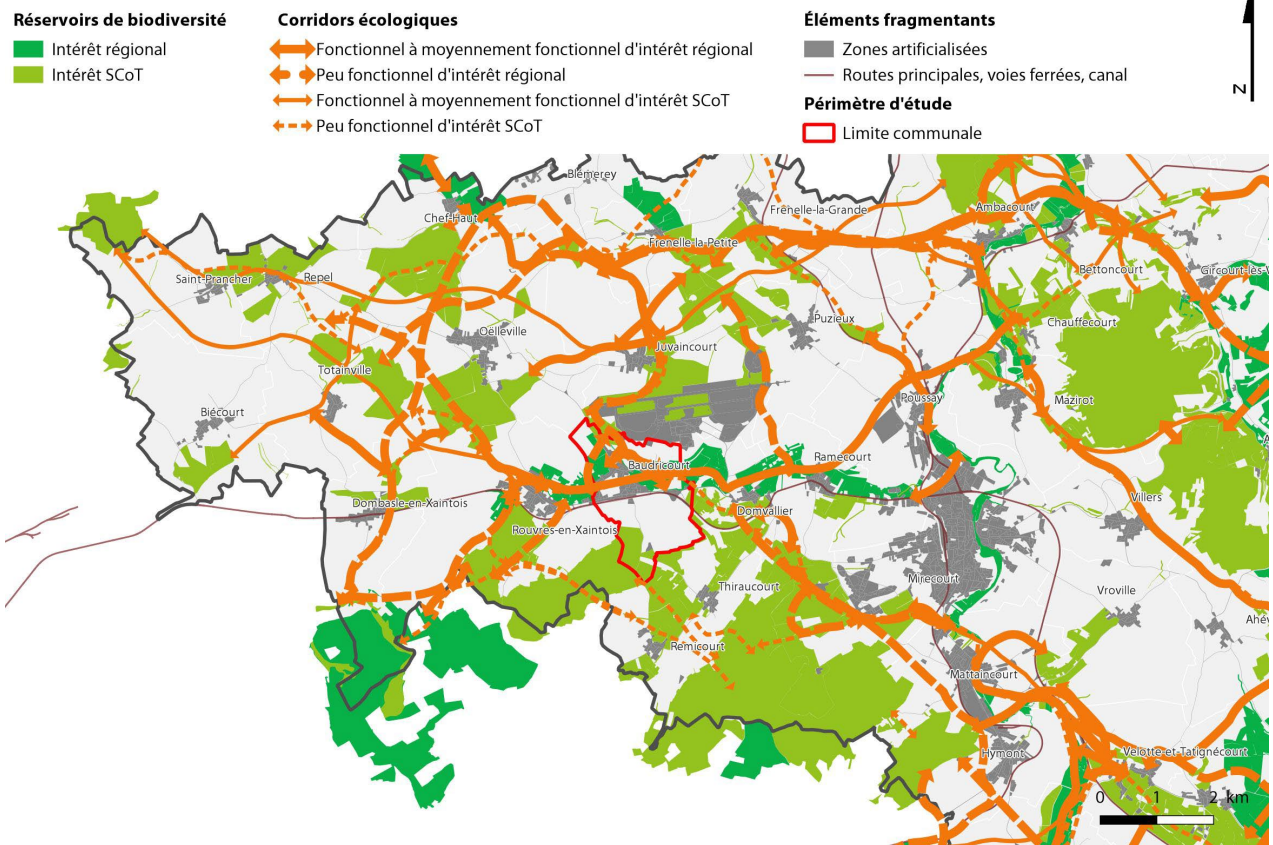 Réservoirs de biodiversité
Intérêt régional
Intérêt SCoT
Corridors écologiques
Fonctionnel à moyennement fonctionnel d'intérêt régional
Peu fonctionnel d'intérêt régional
Fonctionnel à moyennement fonctionnel d'intérêt SCoT
Peu fonctionnel d'intérêt SCoT
Éléments fragmentants
Zones artificialisées
Routes principales, voies ferrées, canal
Périmètre d'étude
Limite communale
N
Blémerey
Chef-Haut
Frenelle-la-Grande
Ambacourt
Frenelle-la-Petite
Saint-Prancher
Repel
Bettoncourt
Gircourt-lès-V
Oëlleville
Puzieux
Chauffecourt
Juvaincourt
Totainville
Biécourt
Poussay
Mazirot
Baudricourt
Ramecourt
Dombasle-en-Xaintois
Domvallier
Villers
Rouvres-en-Xaintois
Thiraucourt
Mirecourt
Vroville
Ahév
Remicourt
Mattaincourt
Hymont
Velotte-et-Tatignécourt
0 1 2 km